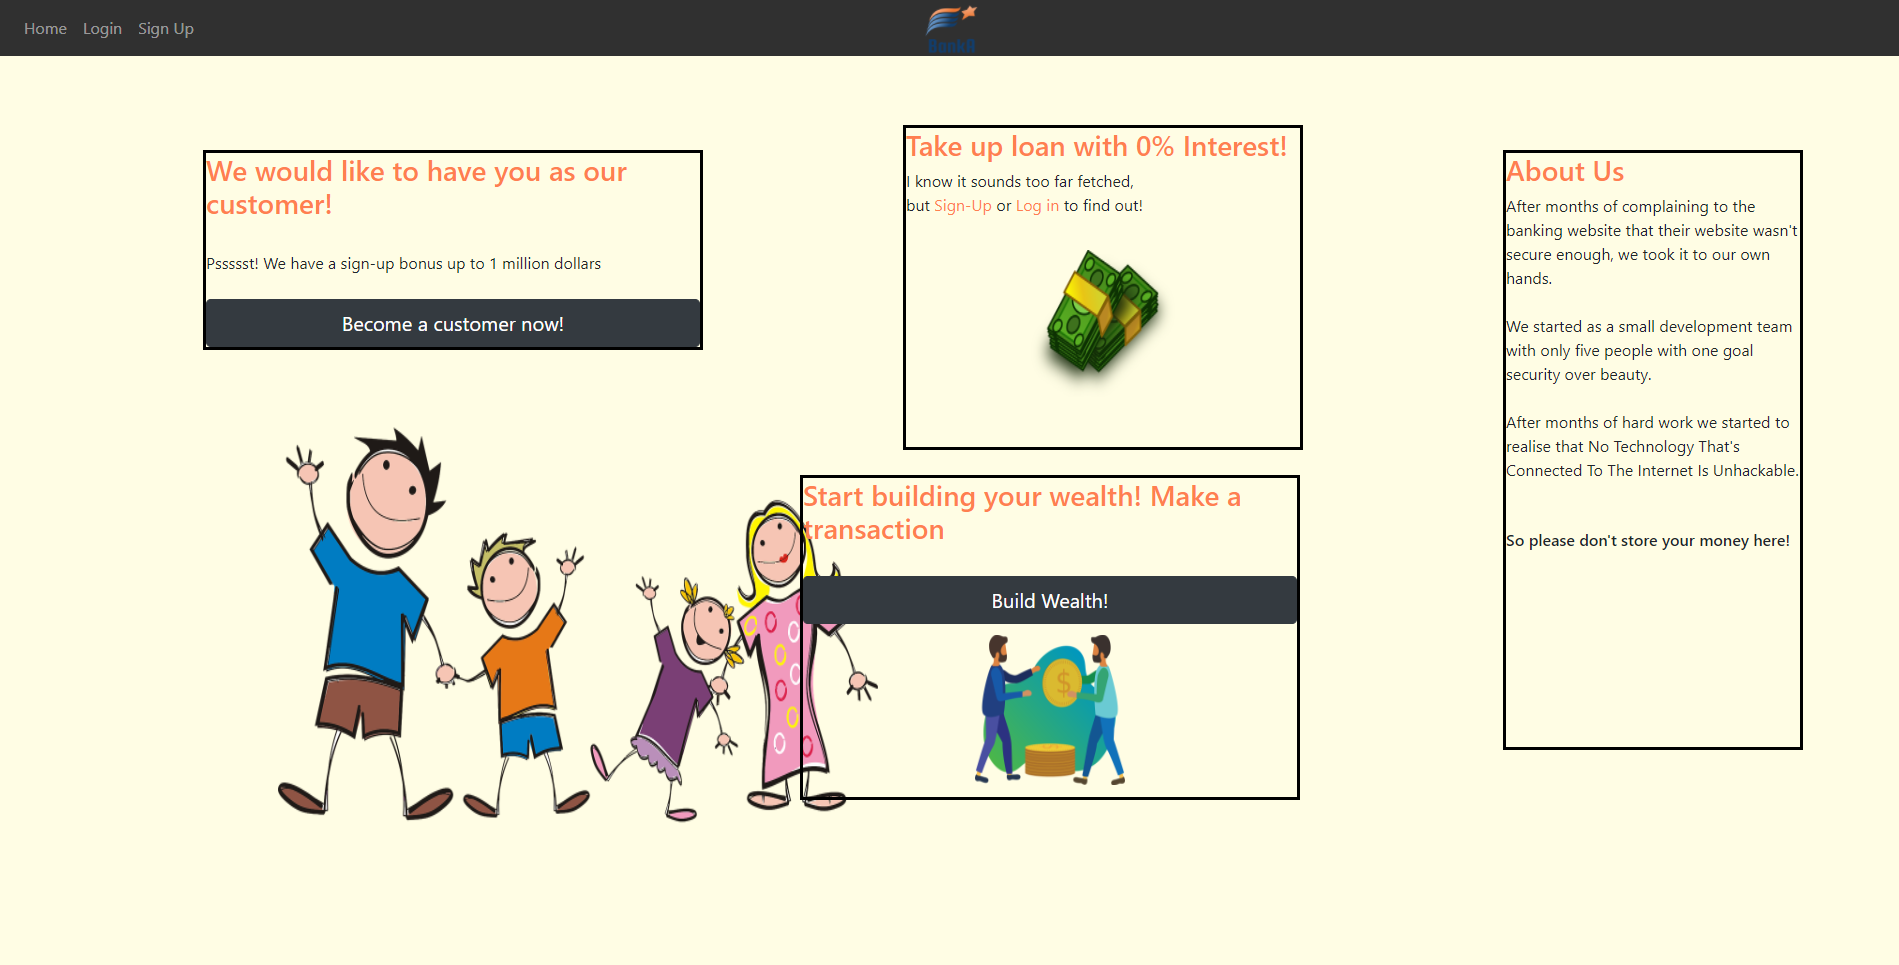 Home Login Sign Up
We would like to have you as our
customer!
Pssssst! We have a sign-up bonus up to 1 million dollars
Become a customer now!
Take up loan with 0% Interest!
I know it sounds too far fetched,
but Sign-Up or Log in to find out!
Start building your wealth! Make a
transaction
Build Wealth!
About Us
After months of complaining to the
banking website that their website wasn't
secure enough, we took it to our own
hands.
We started as a small development team
with only five people with one goal
security over beauty.
After months of hard work we started to
realise that No Technology That's
Connected To The Internet Is Unhackable.
So please don't store your money here!